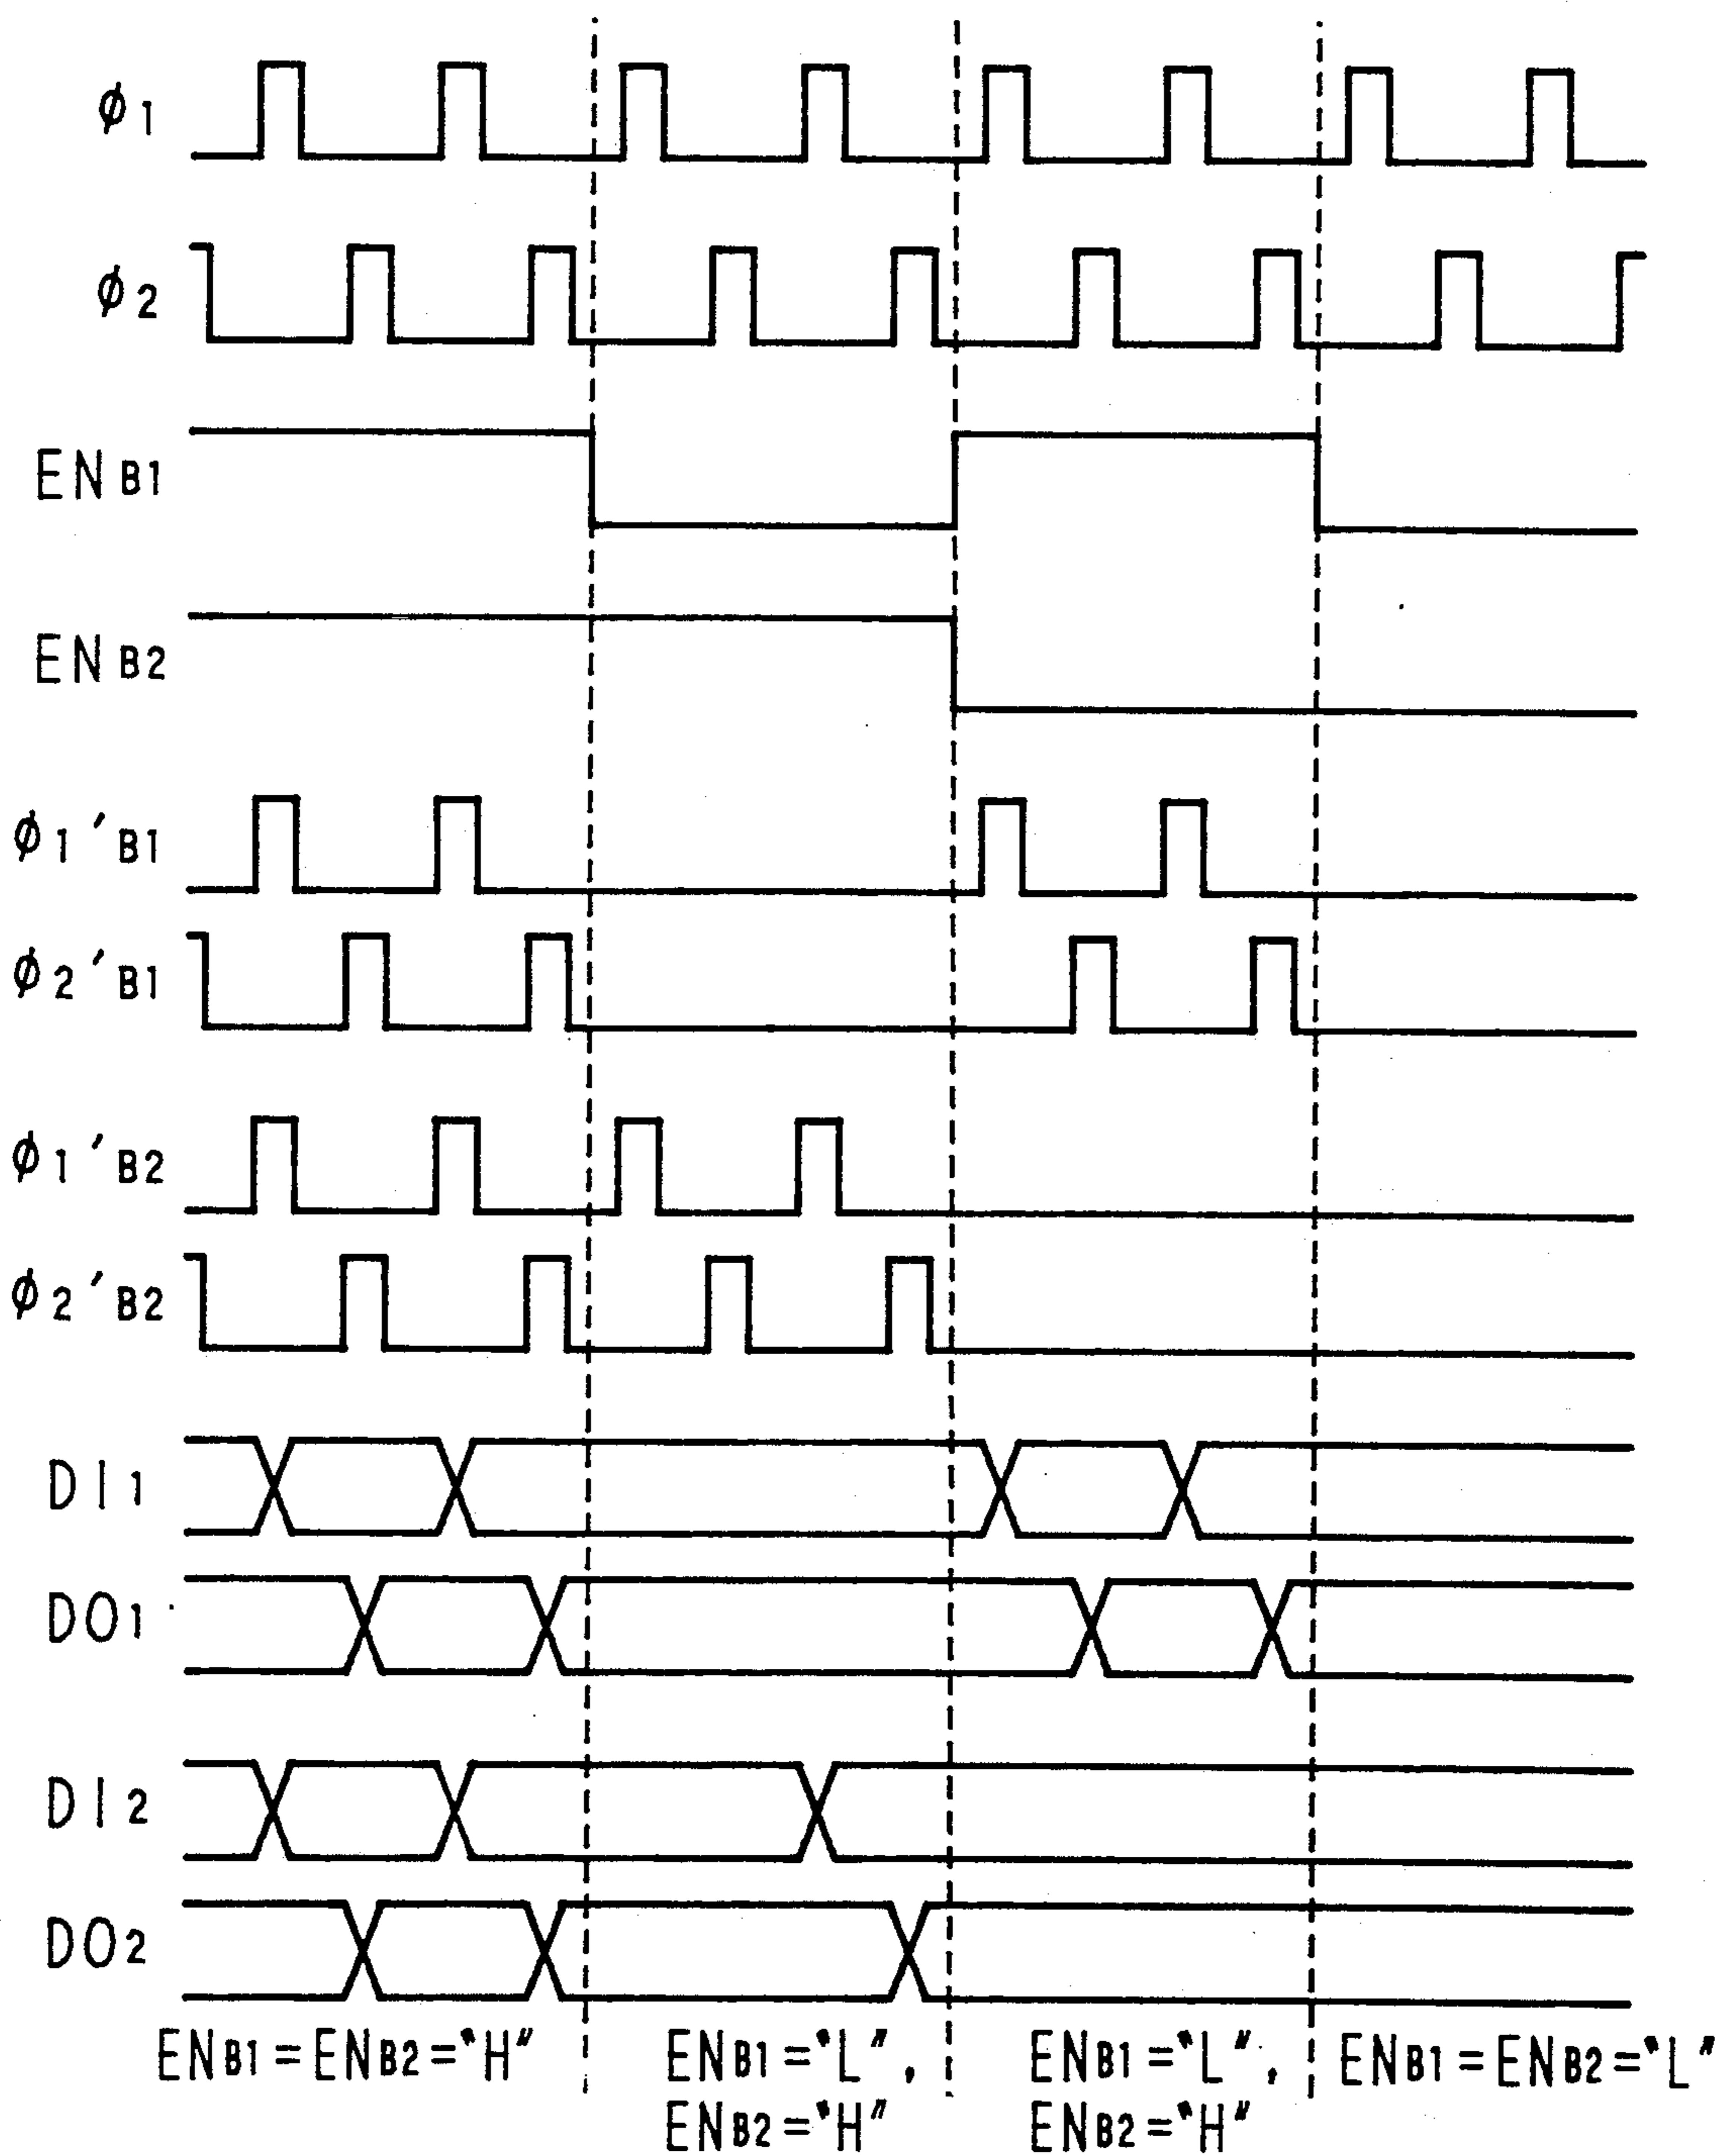 ϕ1
ϕ2
ENB1
ENB2
ϕ1′B1
ϕ2′B1
ϕ1′B2
ϕ2′B2
DI1
DO1
DI2
DO2
ENB1=ENB2="H"
ENB1="L",
ENB2="H"
ENB1="L",
ENB2="H"
ENB1=ENB2="L"